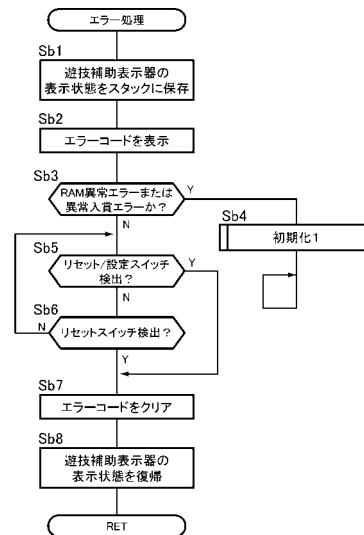 エラー処理
Sb1
遊技補助表示器の
表示状態をスタックに保存
Sb2
エラーコードを表示
Sb3
RAM異常エラーまたは
異常入賞エラーか?
Y
N
Sb4
初期化1
Sb5
リセット/設定スイッチ
検出?
Y
N
Sb6
リセットスイッチ検出?
N
Y
Sb7
エラーコードをクリア
Sb8
遊技補助表示器の
表示状態を復帰
RET